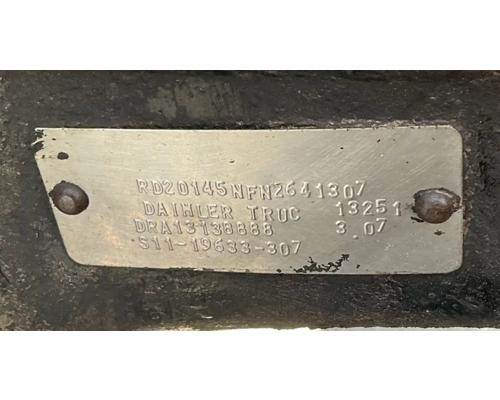 RD20145NFN2641307
DAIMLER TRUC 13251
DRA13138888 3.07
S11-19633-307